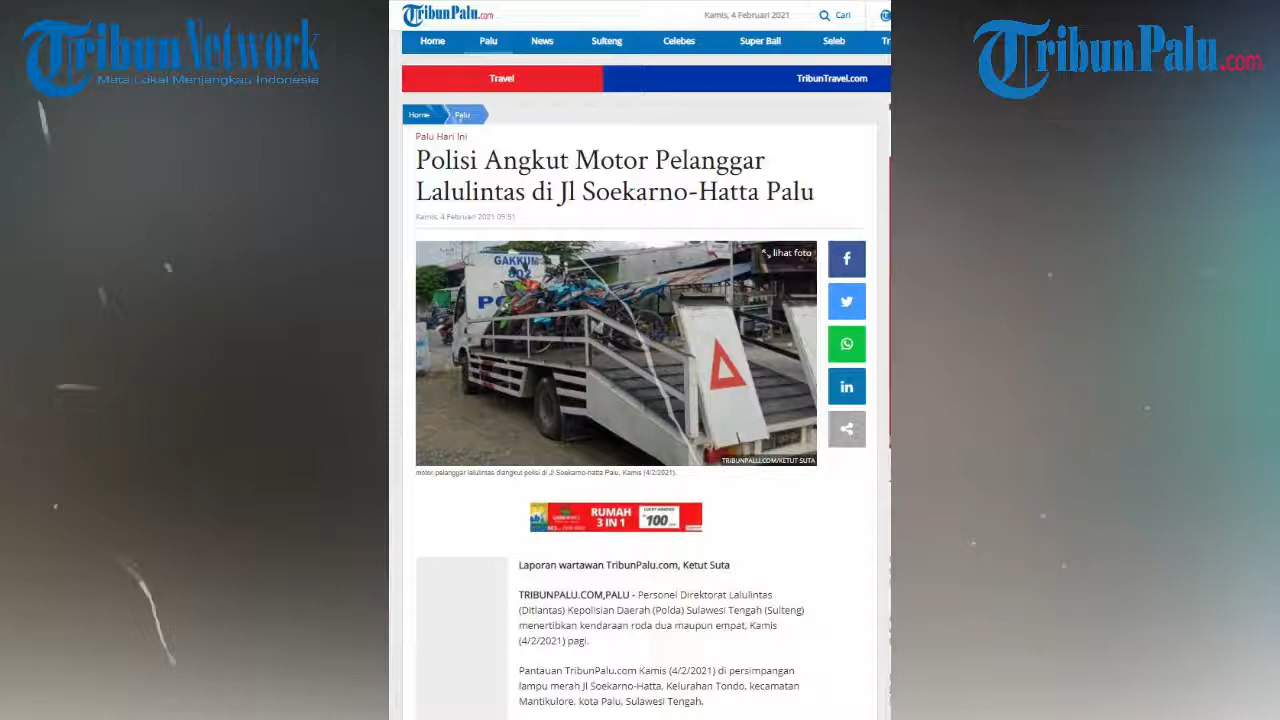 Tribun Network
Mata Lokal Menjangkau Indonesia
TribunPalu.com
TribunPalu.com
Kamis, 4 Februari 2021
Cari
Home
Palu
News
Sulteng
Celebes
Super Ball
Seleb
Travel
TribunTravel.com
Home
Palu
Palu Hari Ini
Polisi Angkut Motor Pelanggar
Lalulintas di Jl Soekarno-Hatta Palu
Kamis, 4 Februari 2021 09:51
lihat foto
GAKKUM
802
TRIBUNPALU.COM/KETUT SUTA
motor pelanggar lalulintas diangkut polisi di Jl Soekarno-hatta Palu, Kamis (4/2/2021).
RUMAH
3 IN 1
100
Laporan wartawan TribunPalu.com, Ketut Suta
TRIBUNPALU.COM,PALU - Personel Direktorat Lalulintas
(Ditlantas) Kepolisian Daerah (Polda) Sulawesi Tengah (Sulteng)
menertibkan kendaraan roda dua maupun empat, Kamis
(4/2/2021) pagi.
Pantauan TribunPalu.com Kamis (4/2/2021) di persimpangan
lampu merah Jl Soekarno-Hatta, Kelurahan Tondo, kecamatan
Mantikulore, kota Palu, Sulawesi Tengah.